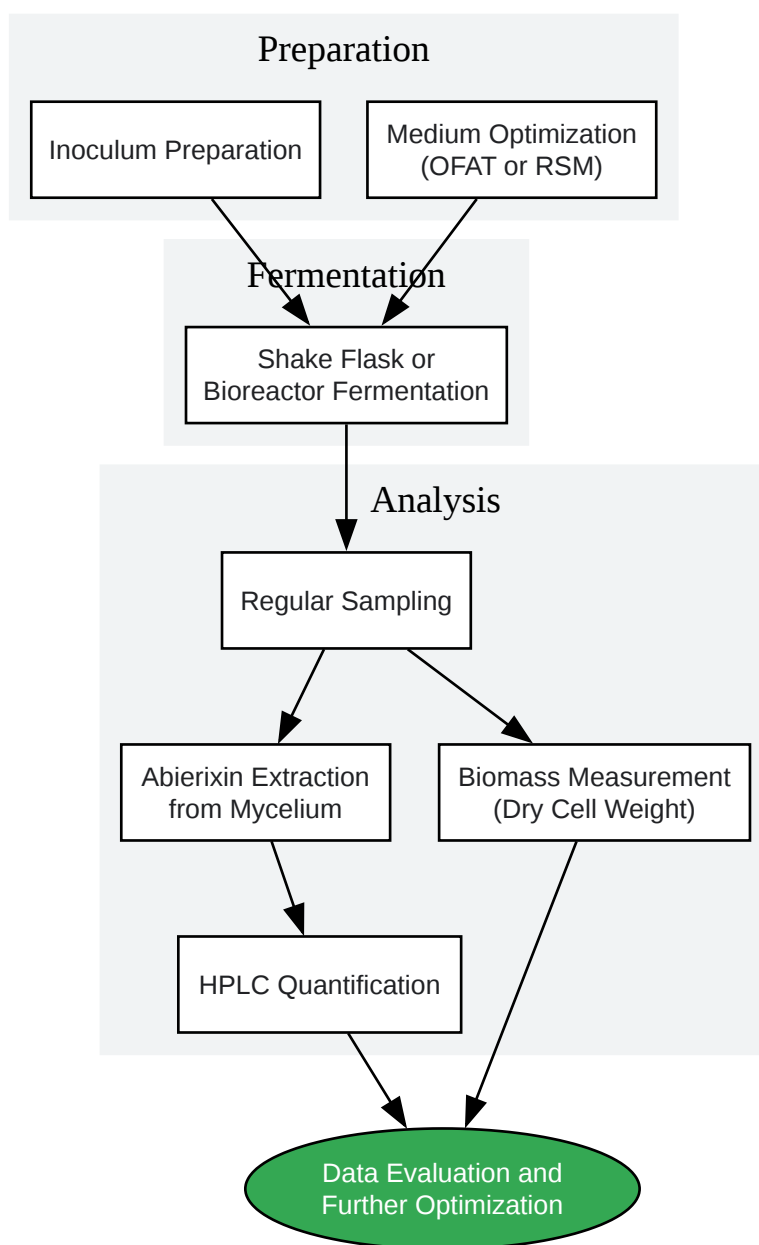 Preparation
Inoculum Preparation
Medium Optimization
(OFAT or RSM)
Fermentation
Shake Flask or
Bioreactor Fermentation
Analysis
Regular Sampling
Abierixin Extraction
from Mycelium
Biomass Measurement
(Dry Cell Weight)
HPLC Quantification
Data Evaluation and
Further Optimization